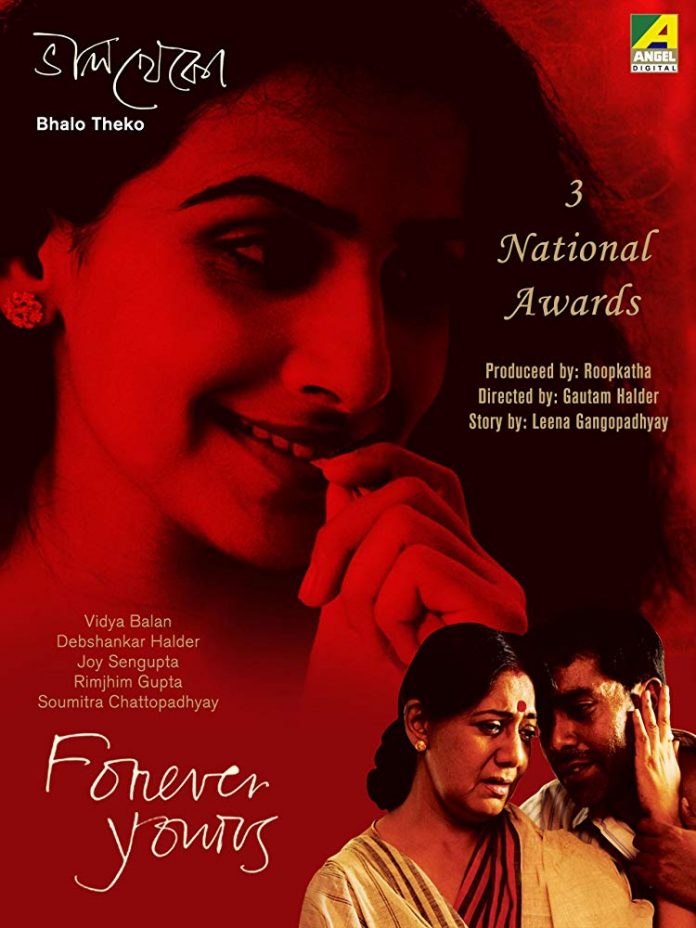 ভাল থেকো
Bhalo Theko
A
ANGEL
DIGITAL
3
National
Awards
Produceed by: Roopkatha
Directed by: Gautam Halder
Story by: Leena Gangopadhyay
Vidya Balan
Debshankar Halder
Joy Sengupta
Rimjhim Gupta
Soumitra Chattopadhyay
Forever
yours